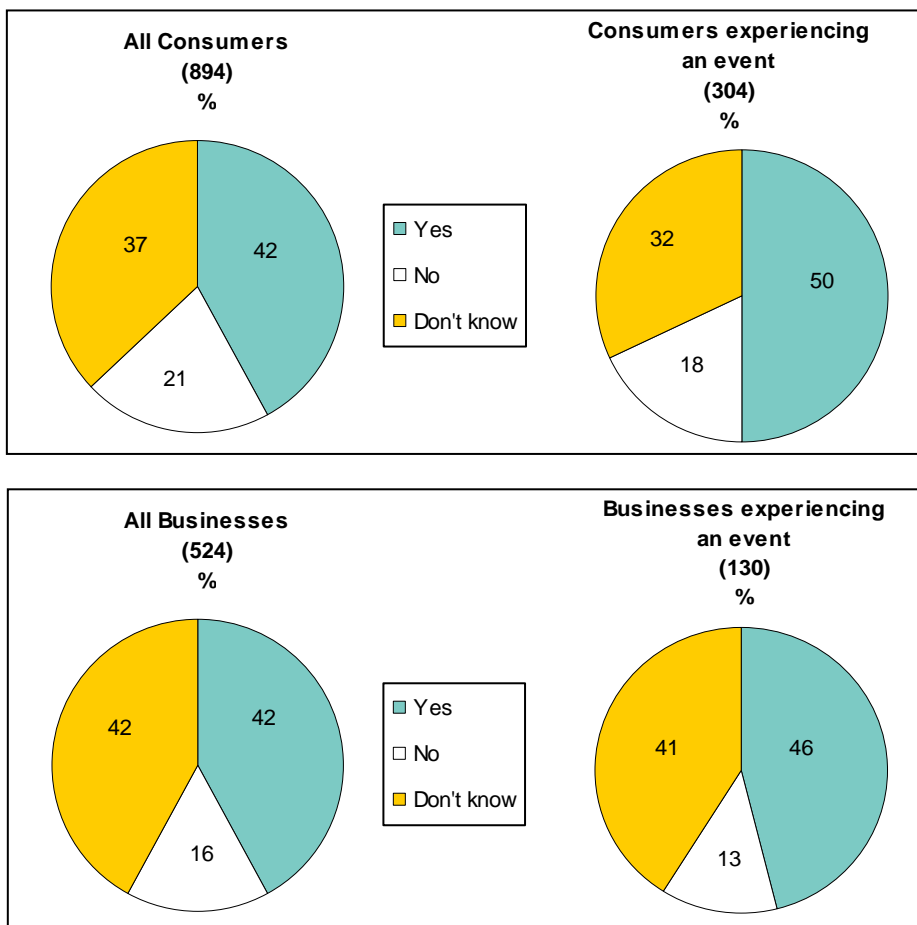 All Consumers
(894)
%
37
42
21
Yes
No
Don't know
Consumers experiencing
an event
(304)
%
32
50
18
All Businesses
(524)
%
42
42
16
Yes
No
Don't know
Businesses experiencing
an event
(130)
%
41
46
13